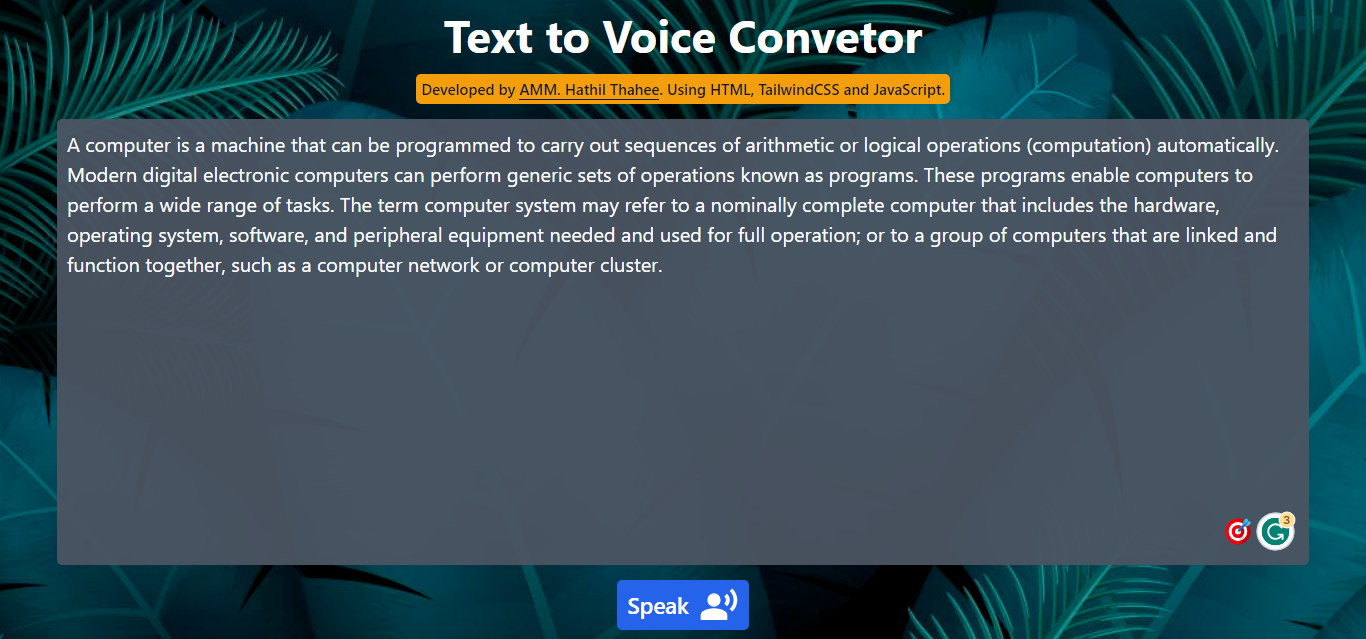 Text to Voice Convetor
Developed by AMM. Hathil Thahee. Using HTML, TailwindCSS and JavaScript.
A computer is a machine that can be programmed to carry out sequences of arithmetic or logical operations (computation) automatically.
Modern digital electronic computers can perform generic sets of operations known as programs. These programs enable computers to
perform a wide range of tasks. The term computer system may refer to a nominally complete computer that includes the hardware,
operating system, software, and peripheral equipment needed and used for full operation; or to a group of computers that are linked and
function together, such as a computer network or computer cluster.
3
Speak